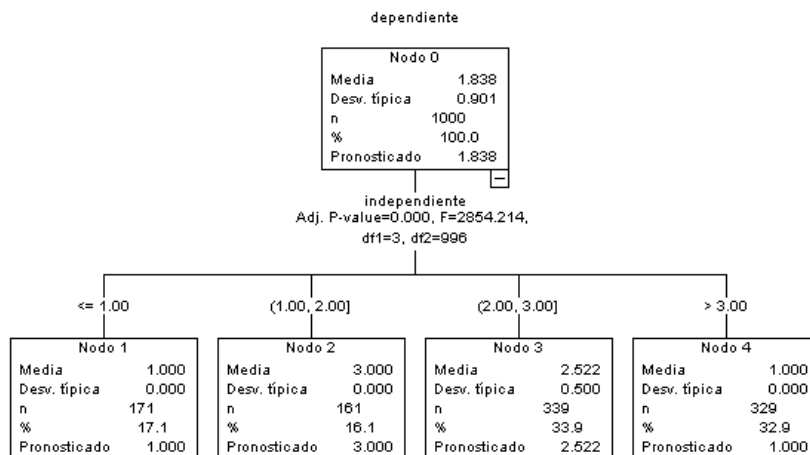 dependiente
Nodo 0
Media 1.838
Desv. típica 0.901
n 1000
% 100.0
Pronosticado 1.838
independiente
Adj. P-value=0.000, F=2854.214,
df1=3, df2=996
<= 1.00 (1.00, 2.00] (2.00, 3.00] > 3.00
Nodo 1
Media 1.000
Desv. típica 0.000
n 171
% 17.1
Pronosticado 1.000
Nodo 2
Media 3.000
Desv. típica 0.000
n 161
% 16.1
Pronosticado 3.000
Nodo 3
Media 2.522
Desv. típica 0.500
n 339
% 33.9
Pronosticado 2.522
Nodo 4
Media 1.000
Desv. típica 0.000
n 329
% 32.9
Pronosticado 1.000